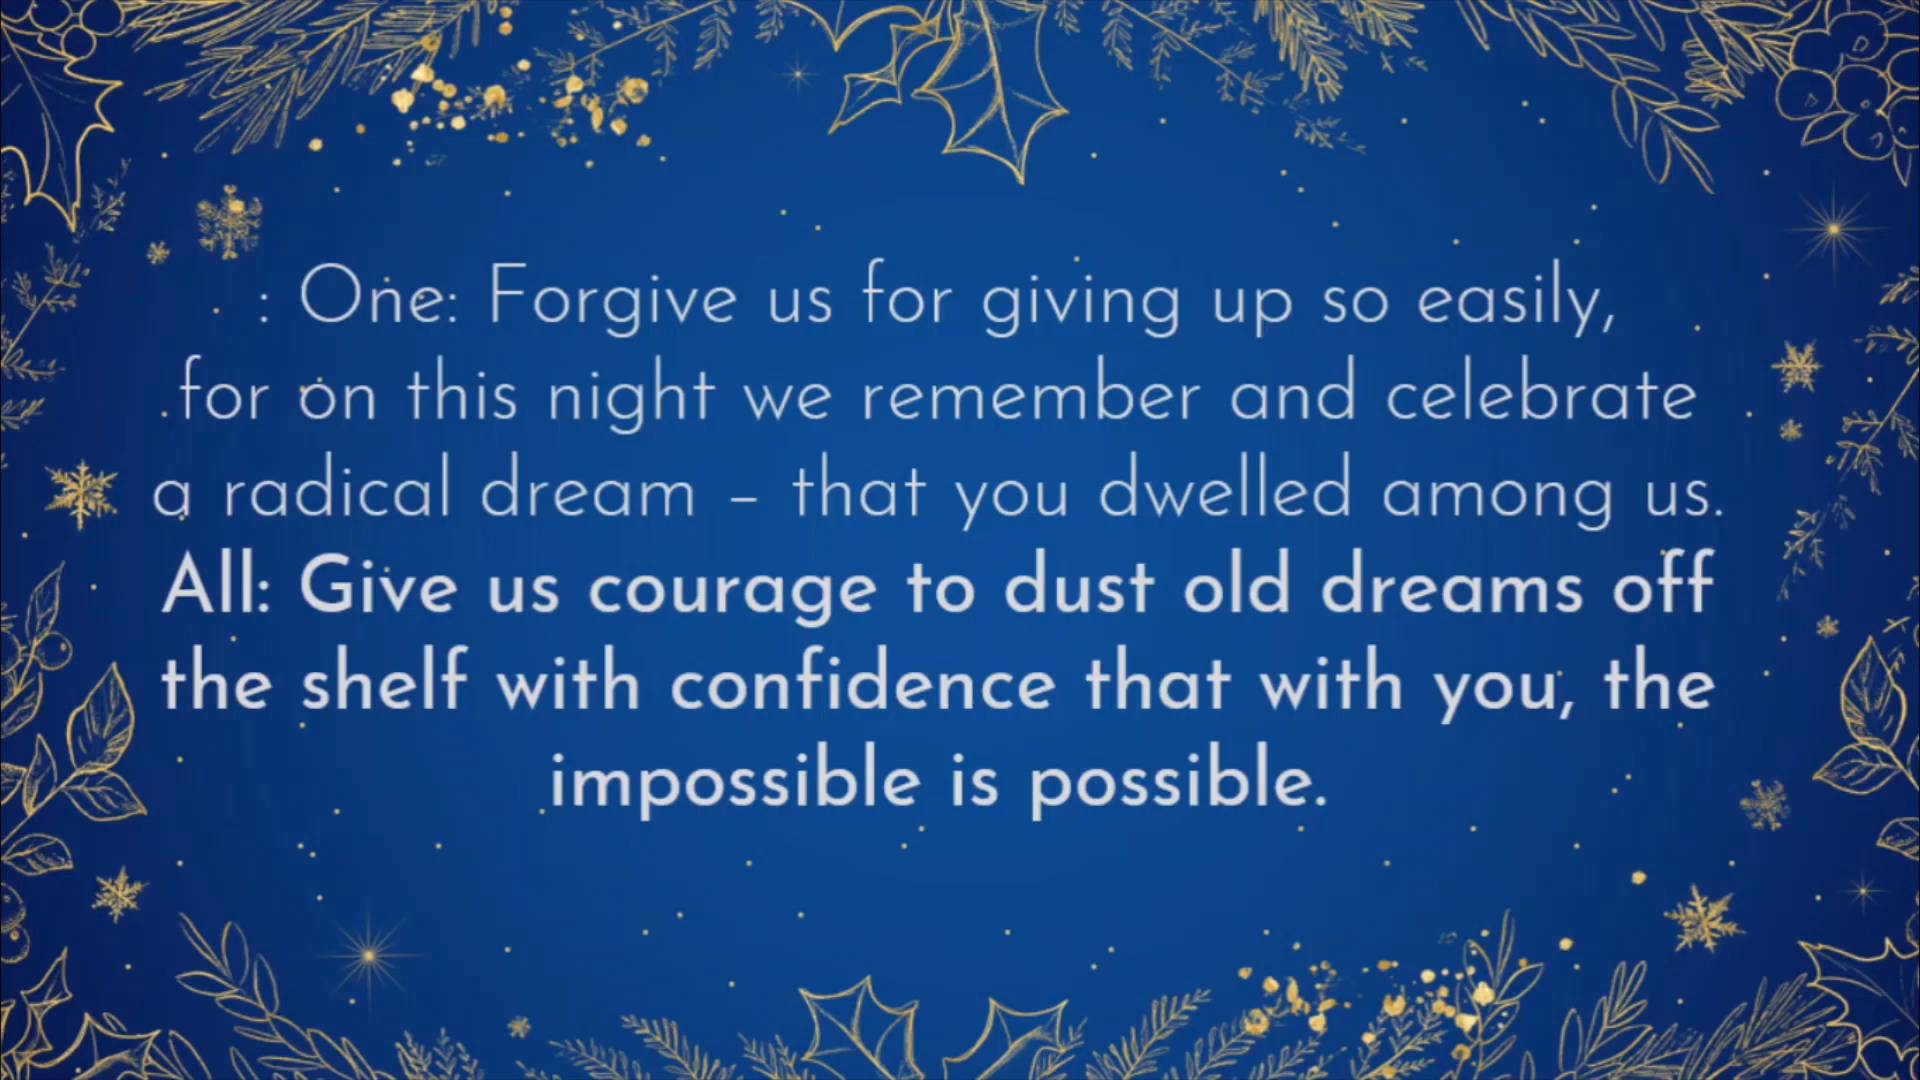 : One: Forgive us for giving up so easily,
for on this night we remember and celebrate
a radical dream – that you dwelled among us.
All: Give us courage to dust old dreams off
the shelf with confidence that with you, the
impossible is possible.